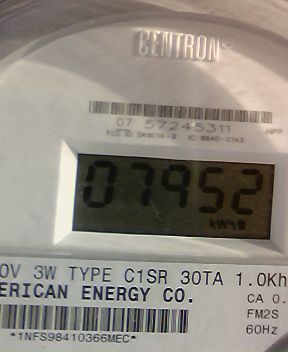 CENTRON®
07 57245311
07952
kWh
0V 3W TYPE C1SR 30TA 1.0Kh
ERICAN ENERGY CO.
CA 0.
FM2S
60Hz
*1NFS98410366MEC*